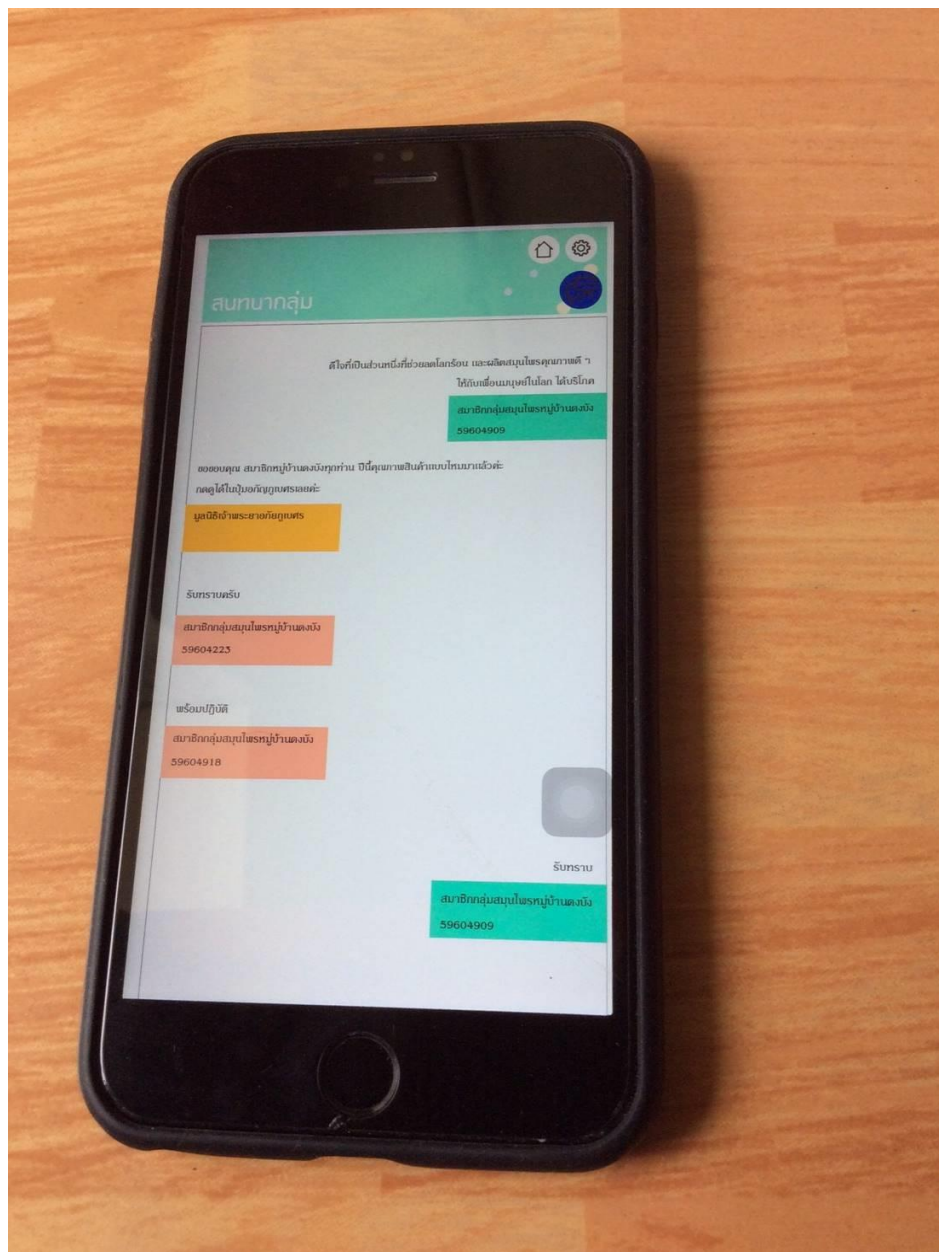 สนทนากลุ่ม
ดีใจที่เป็นส่วนหนึ่งที่ช่วยลดโลกร้อน และผลิตสมุนไพรคุณภาพดี ๆ
ให้กับเพื่อนมนุษย์ในโลก ได้บริโภค
สมาชิกกลุ่มสมุนไพรหมู่บ้านดงบัง
59604909
ขอขอบคุณ สมาชิกหมู่บ้านดงบังทุกท่าน ปีนี้คุณภาพสินค้าแบบไหมมาแล้วค่ะ
กดดูได้ในปุ่มอภัญภูเบศรเลยค่ะ
มูลนิธิเจ้าพระยาอภัยภูเบศร
รับทราบครับ
สมาชิกกลุ่มสมุนไพรหมู่บ้านดงบัง
59604223
พร้อมปฏิบัติ
สมาชิกกลุ่มสมุนไพรหมู่บ้านดงบัง
59604918
รับทราบ
สมาชิกกลุ่มสมุนไพรหมู่บ้านดงบัง
59604909